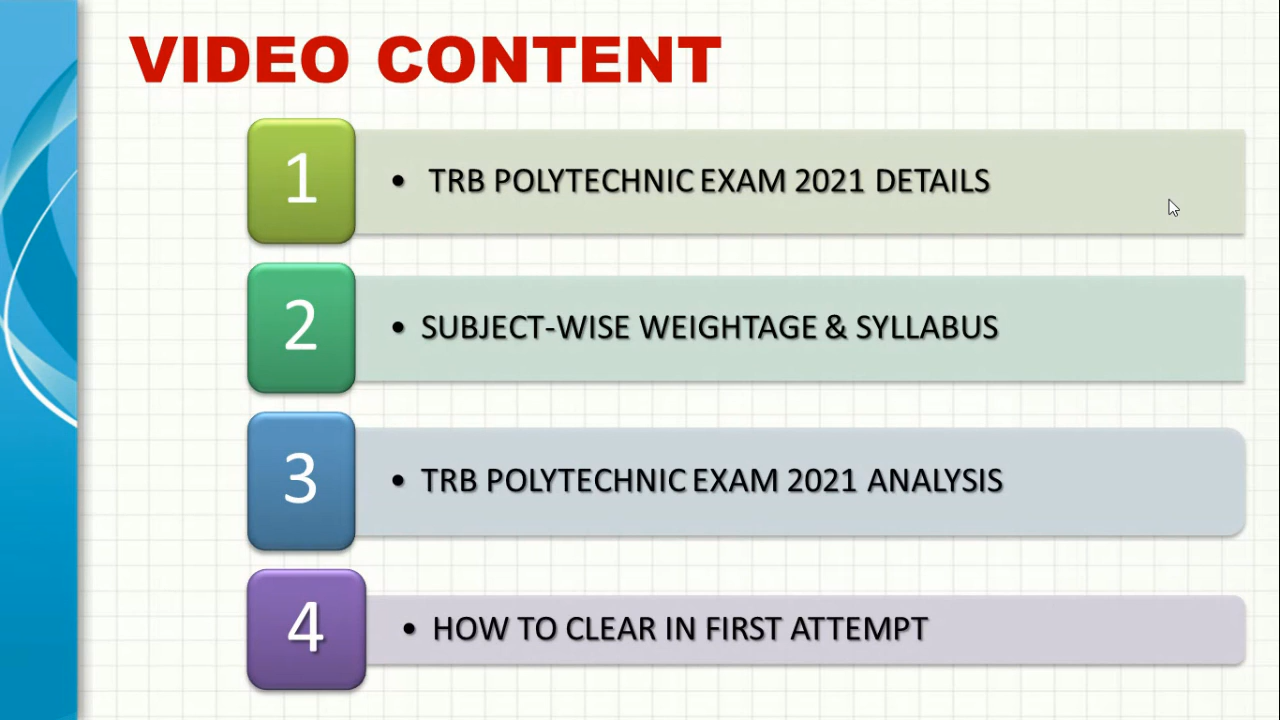 VIDEO CONTENT
1
• TRB POLYTECHNIC EXAM 2021 DETAILS
2
• SUBJECT-WISE WEIGHTAGE & SYLLABUS
3
• TRB POLYTECHNIC EXAM 2021 ANALYSIS
4
• HOW TO CLEAR IN FIRST ATTEMPT